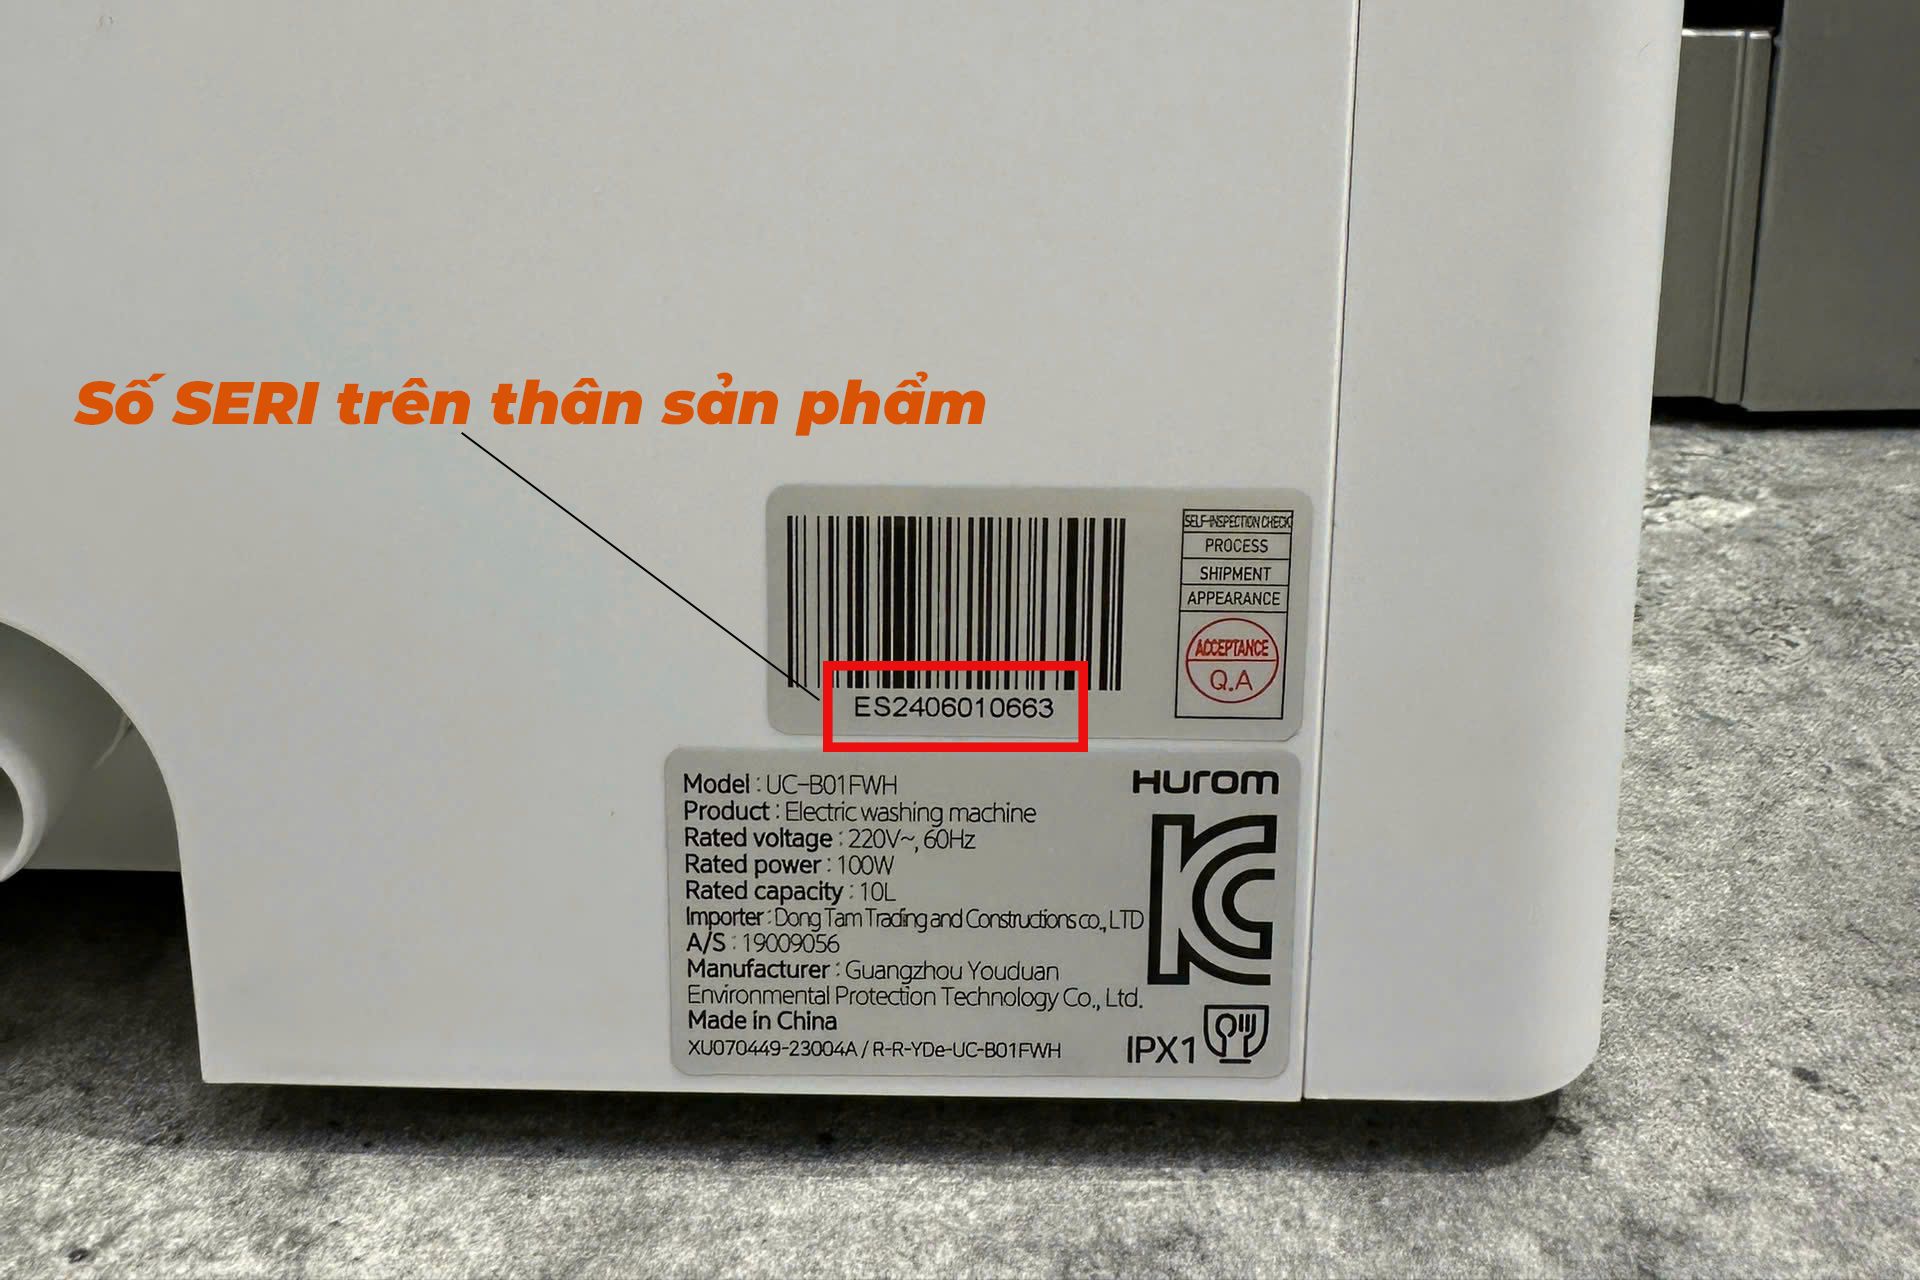 Số SERI trên thân sản phẩm
SELF-INSPECTION CHECK
PROCESS
SHIPMENT
APPEARANCE
ACCEPTANCE
Q.A
ES2406010663
HUROM
Model : UC-B01FWH
Product : Electric washing machine
Rated voltage : 220V~, 60Hz
Rated power : 100W
Rated capacity : 10L
Importer : Dong Tam Trading and Constructions co., LTD
A/S : 19009056
Manufacturer : Guangzhou Youduan
Environmental Protection Technology Co., Ltd.
Made in China
XU070449-23004A / R-R-YDe-UC-B01FWH
KC
IPX1